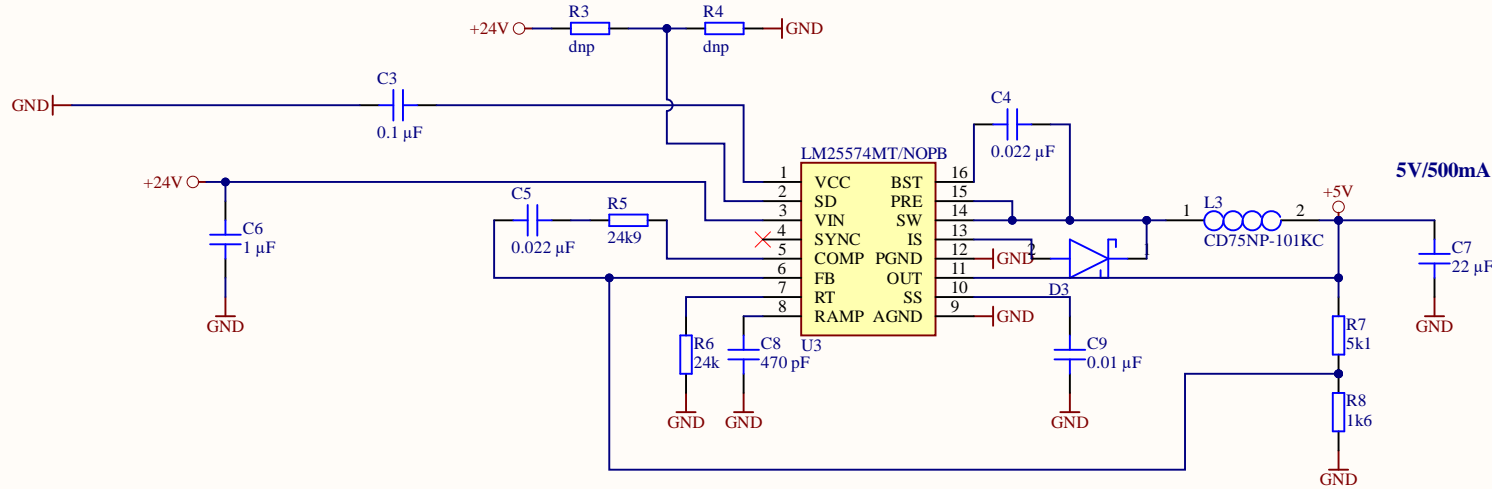 R3
R4
+24V
GND
dnp
dnp
C3
GND
0.1 µF
C4
0.022 µF
LM25574MT/NOPB
5V/500mA
+24V
1
VCC
BST
16
2
SD
PRE
15
3
VIN
SW
14
4
SYNC
IS
13
5
COMP
PGND
12
6
FB
OUT
11
7
RT
SS
10
8
RAMP
AGND
9
U3
C5
0.022 µF
R5
24k9
C6
1 µF
GND
GND
GND
2
1
D3
1
L3
2
CD75NP-101KC
+5V
C7
22 µF
GND
R6
24k
GND
C8
470 pF
GND
C9
0.01 µF
GND
R7
5k1
R8
1k6
GND